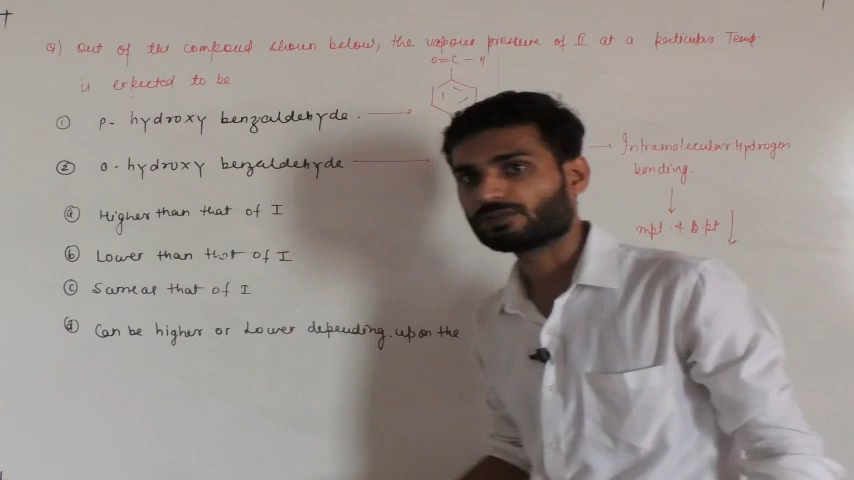 Q) Out of the compoud shown below, the vapour pressure of II at a perticular Temp.
is expected to be
O=C-H
① p- hydroxy benzaldehyde.
② o-hydroxy benzaldehyde
Intramolecular Hydrogen
bonding.
mpt + b.pt ↓
ⓐ Higher than that of I
ⓑ Lower than that of I
ⓒ Same as that of I
ⓓ Can be higher or Lower depending upon the